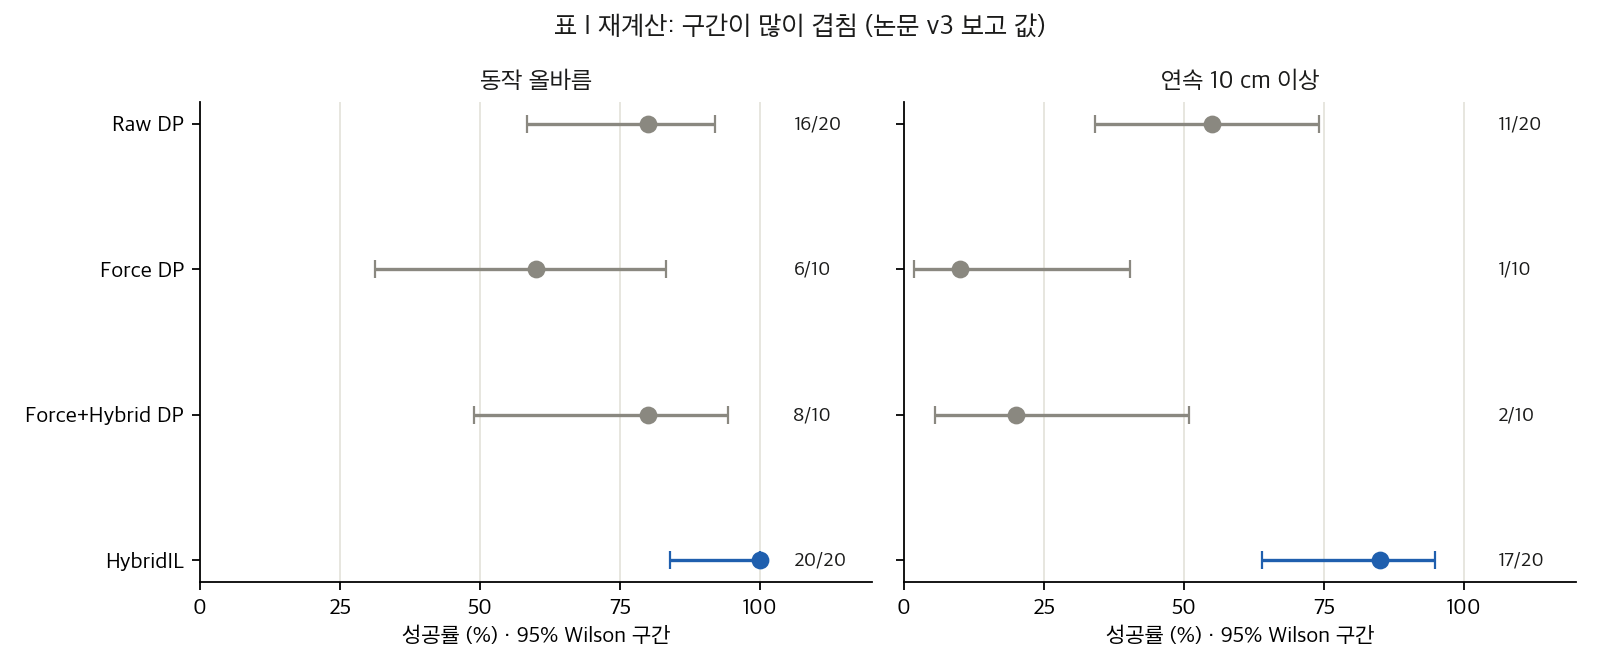 표 I 재계산: 구간이 많이 겹침 (논문 v3 보고 값)
동작 올바름
Raw DP
Force DP
Force+Hybrid DP
HybridIL
16/20
6/10
8/10
20/20
0 25 50 75 100
성공률 (%) · 95% Wilson 구간
연속 10 cm 이상
11/20
1/10
2/10
17/20
0 25 50 75 100
성공률 (%) · 95% Wilson 구간